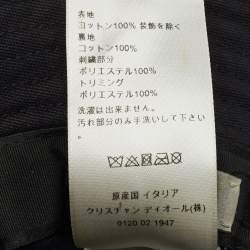 表地
コットン100% 装飾を除く
裏地
コットン100%
刺繍部分
ポリエステル100%
トリミング
ポリエステル100%
洗濯は出来ません。
汚れ部分のみ手洗いして下さい。
原産国 イタリア
クリスチャン ディオール(株)
0120 02 1947